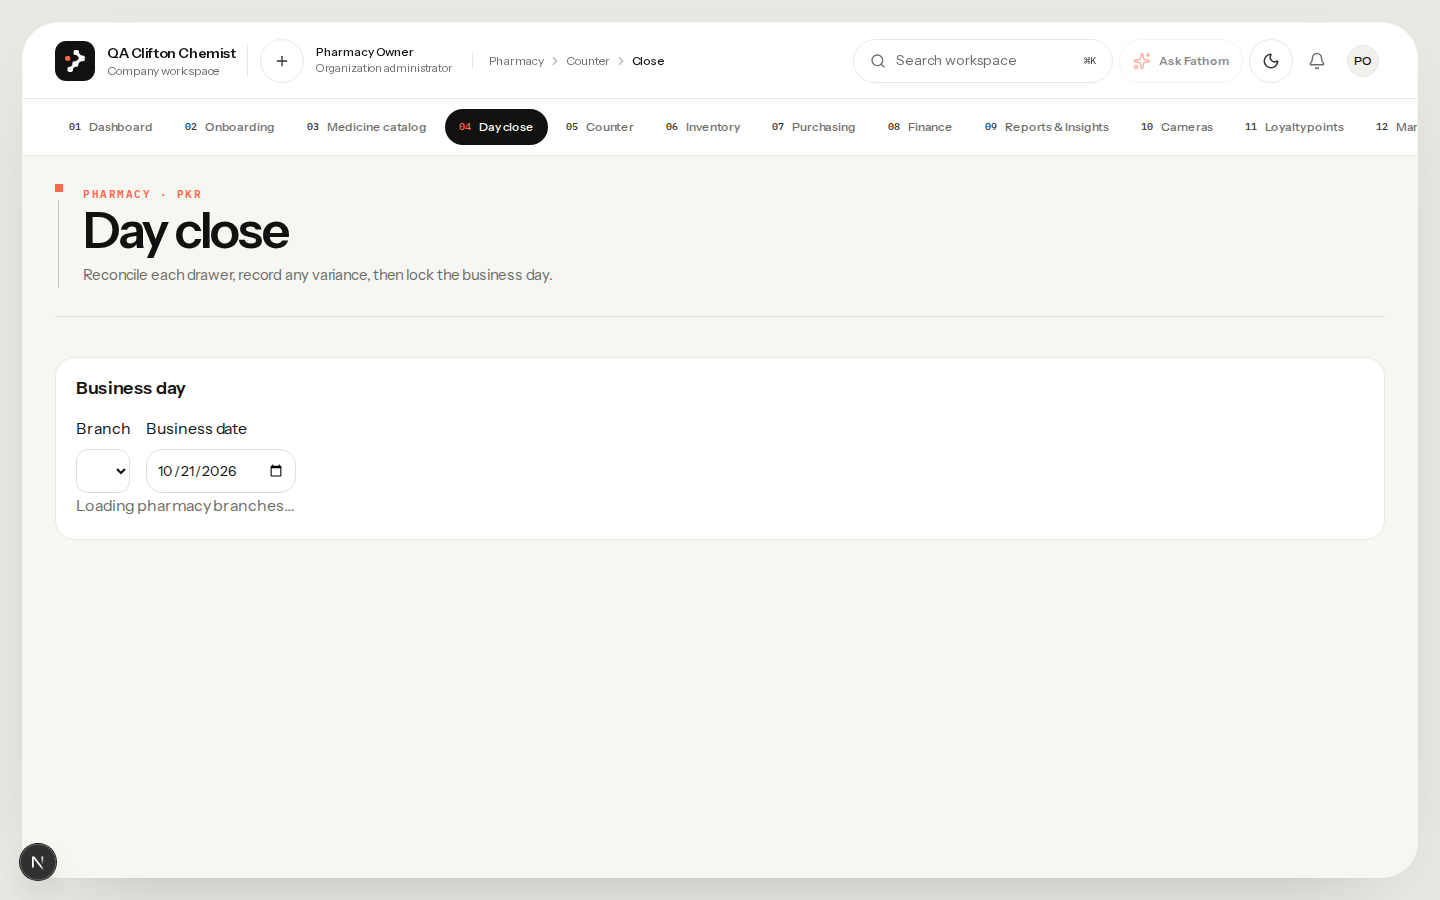 QA Clifton Chemist
Company workspace
Pharmacy Owner
Organization administrator
Pharmacy > Counter > Close
Search workspace ⌘K
Ask Fathom
PO
01 Dashboard 02 Onboarding 03 Medicine catalog 04 Day close 05 Counter 06 Inventory 07 Purchasing 08 Finance 09 Reports & Insights 10 Cameras 11 Loyalty points 12 Mar
PHARMACY · PKR
Day close
Reconcile each drawer, record any variance, then lock the business day.
Business day
Branch Business date
10/21/2026
Loading pharmacy branches...
N